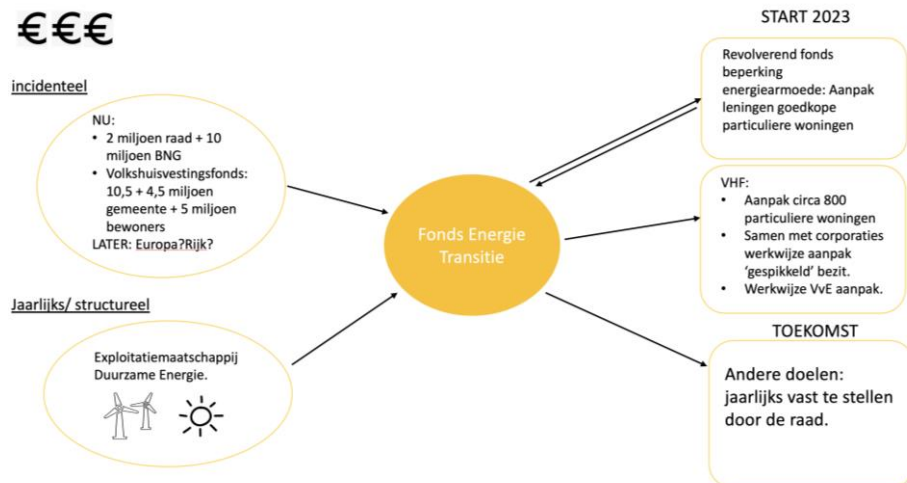 €€€
incidenteel
NU:
• 2 miljoen raad + 10
miljoen BNG
• Volkshuisvestingsfonds:
10,5 + 4,5 miljoen
gemeente + 5 miljoen
bewoners
LATER: Europa?Rijk?
Jaarlijks/ structureel
Exploitatiemaatschappij
Duurzame Energie.
Fonds Energie
Transitie
START 2023
Revolverend fonds
beperking
energiearmoede: Aanpak
leningen goedkope
particuliere woningen
VHF:
• Aanpak circa 800
particuliere woningen
• Samen met corporaties
werkwijze aanpak
‘gespikkeld’ bezit.
• Werkwijze VvE aanpak.
TOEKOMST
Andere doelen:
jaarlijks vast te stellen
door de raad.